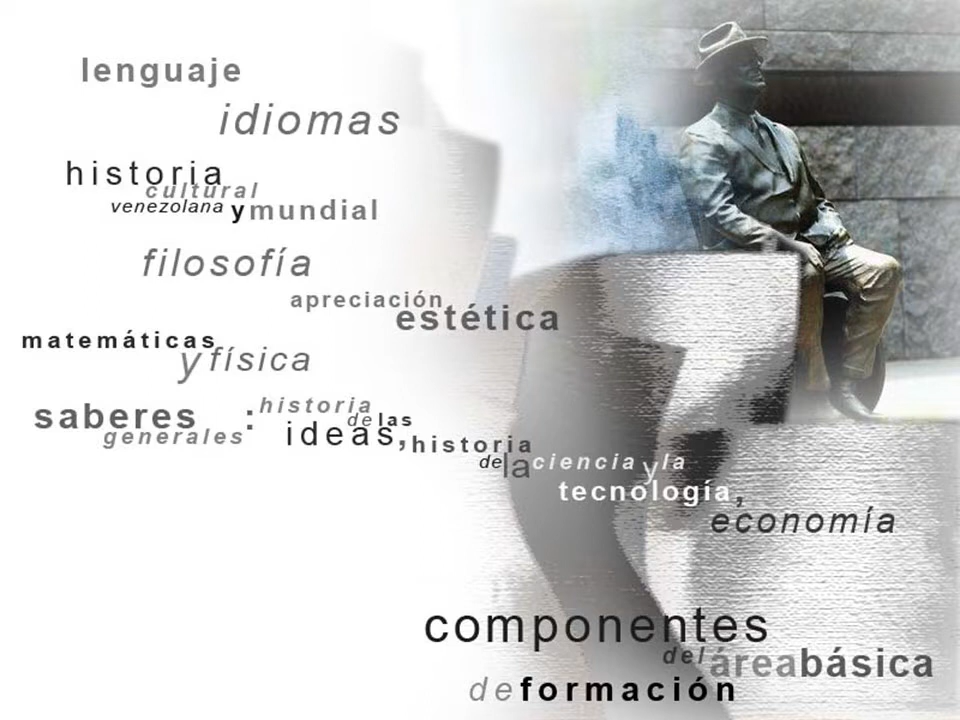 lenguaje
idiomas
historia
cultural
venezolana y mundial
filosofía
apreciación
estética
matemáticas
y física
saberes
generales
: historia
de las
ideas,
historia
de la ciencia y la
tecnología,
economía
componentes
del área básica
de formación